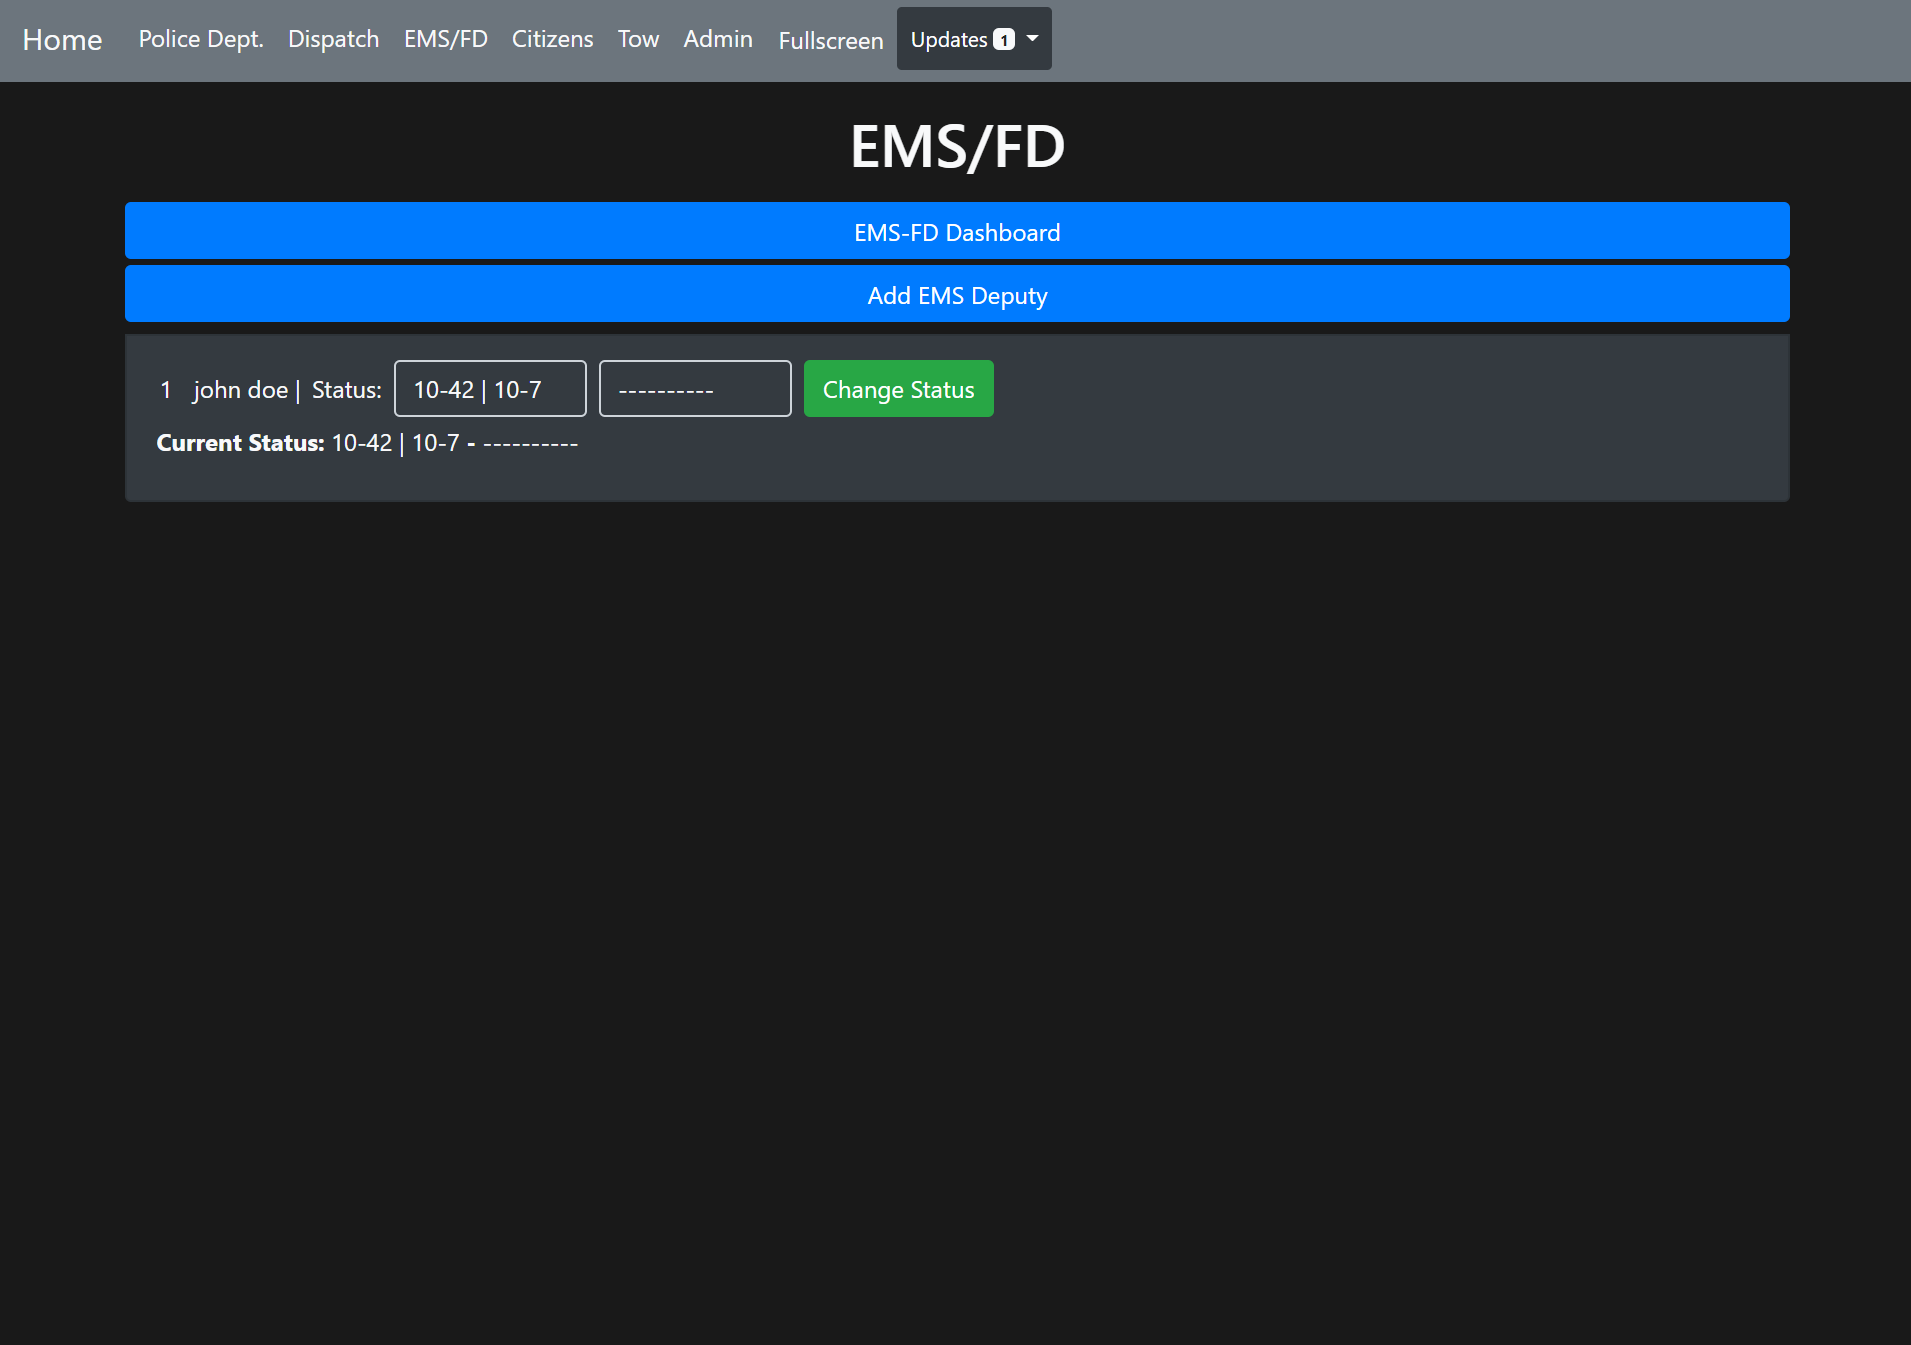 Home Police Dept. Dispatch EMS/FD Citizens Tow Admin Fullscreen Updates 1
EMS/FD
EMS-FD Dashboard
Add EMS Deputy
1 john doe | Status: 10-42 | 10-7 ---------- Change Status
Current Status: 10-42 | 10-7 - ----------